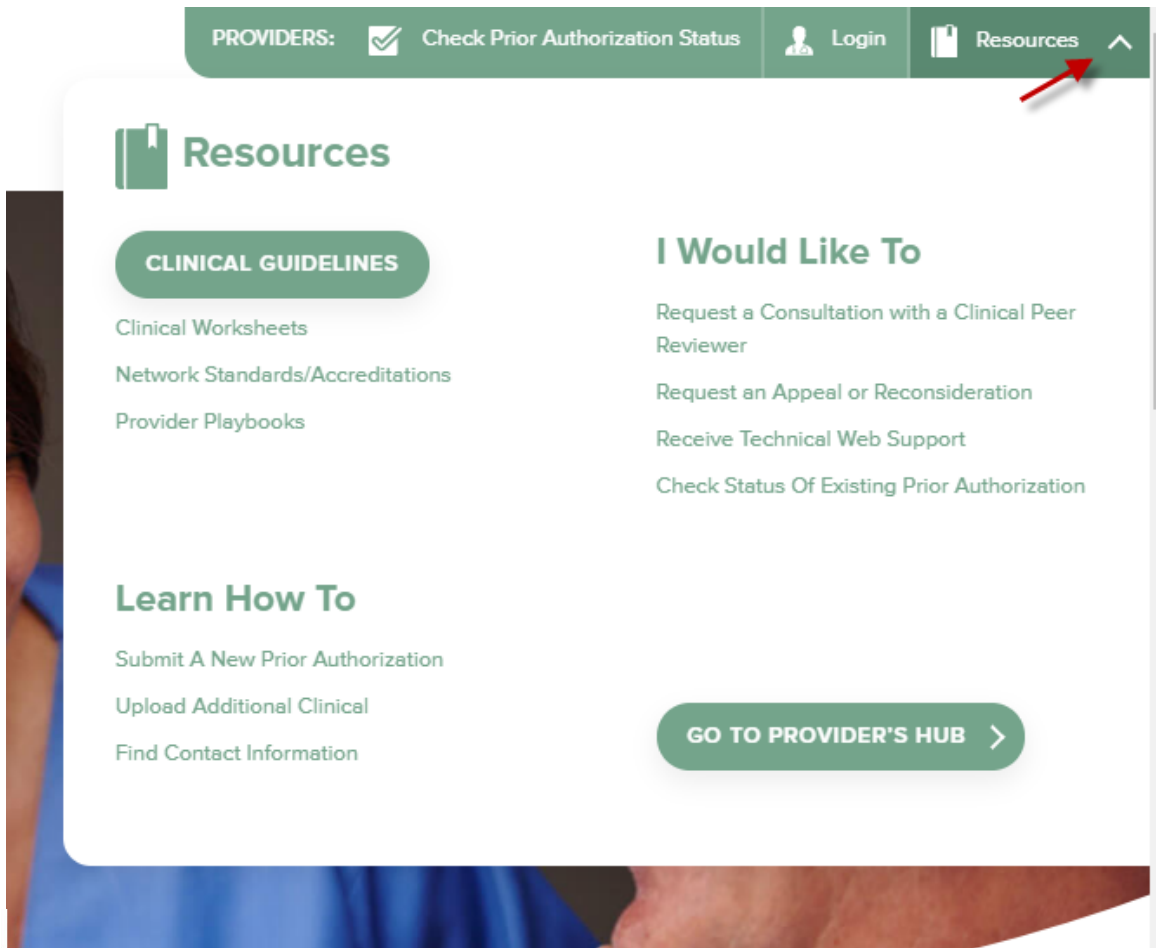 PROVIDERS: Check Prior Authorization Status Login Resources
Resources
CLINICAL GUIDELINES
Clinical Worksheets
Network Standards/Accreditations
Provider Playbooks
I Would Like To
Request a Consultation with a Clinical Peer
Reviewer
Request an Appeal or Reconsideration
Receive Technical Web Support
Check Status Of Existing Prior Authorization
Learn How To
Submit A New Prior Authorization
Upload Additional Clinical
Find Contact Information
GO TO PROVIDER'S HUB